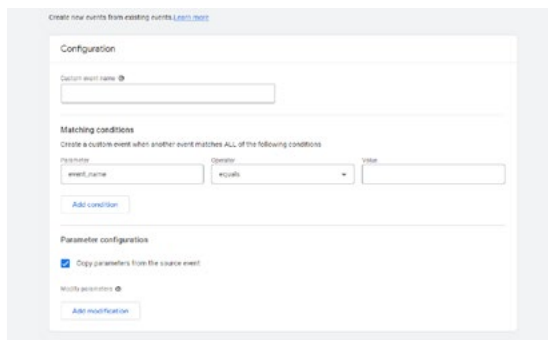 Create new events from existing events.Learn more
Configuration
Custom event name
Matching conditions
Create a custom event when another event matches ALL of the following conditions
Parameter Operator Value
event_name equals
Add condition
Parameter configuration
Copy parameters from the source event
Modify parameters
Add modification